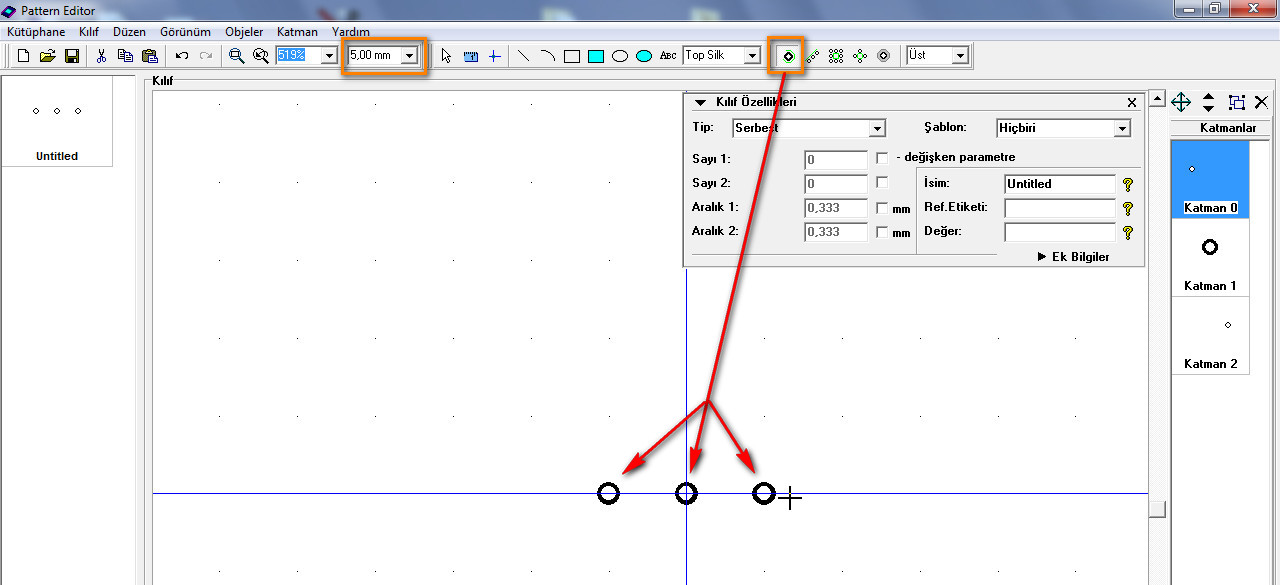 Pattern Editor
Kütüphane Kılıf Düzen Görünüm Objeler Katman Yardım
519% 5,00 mm ABC Top Silk Üst
Kılıf
Untitled
Kılıf Özellikleri
Tip: Serbest Şablon: Hiçbiri
Sayı 1: 0 - değişken parametre
Sayı 2: 0 İsim: Untitled ?
Aralık 1: 0,333 mm Ref.Etiketi: ?
Aralık 2: 0,333 mm Değer: ?
Ek Bilgiler
Katmanlar
Katman 0
Katman 1
Katman 2